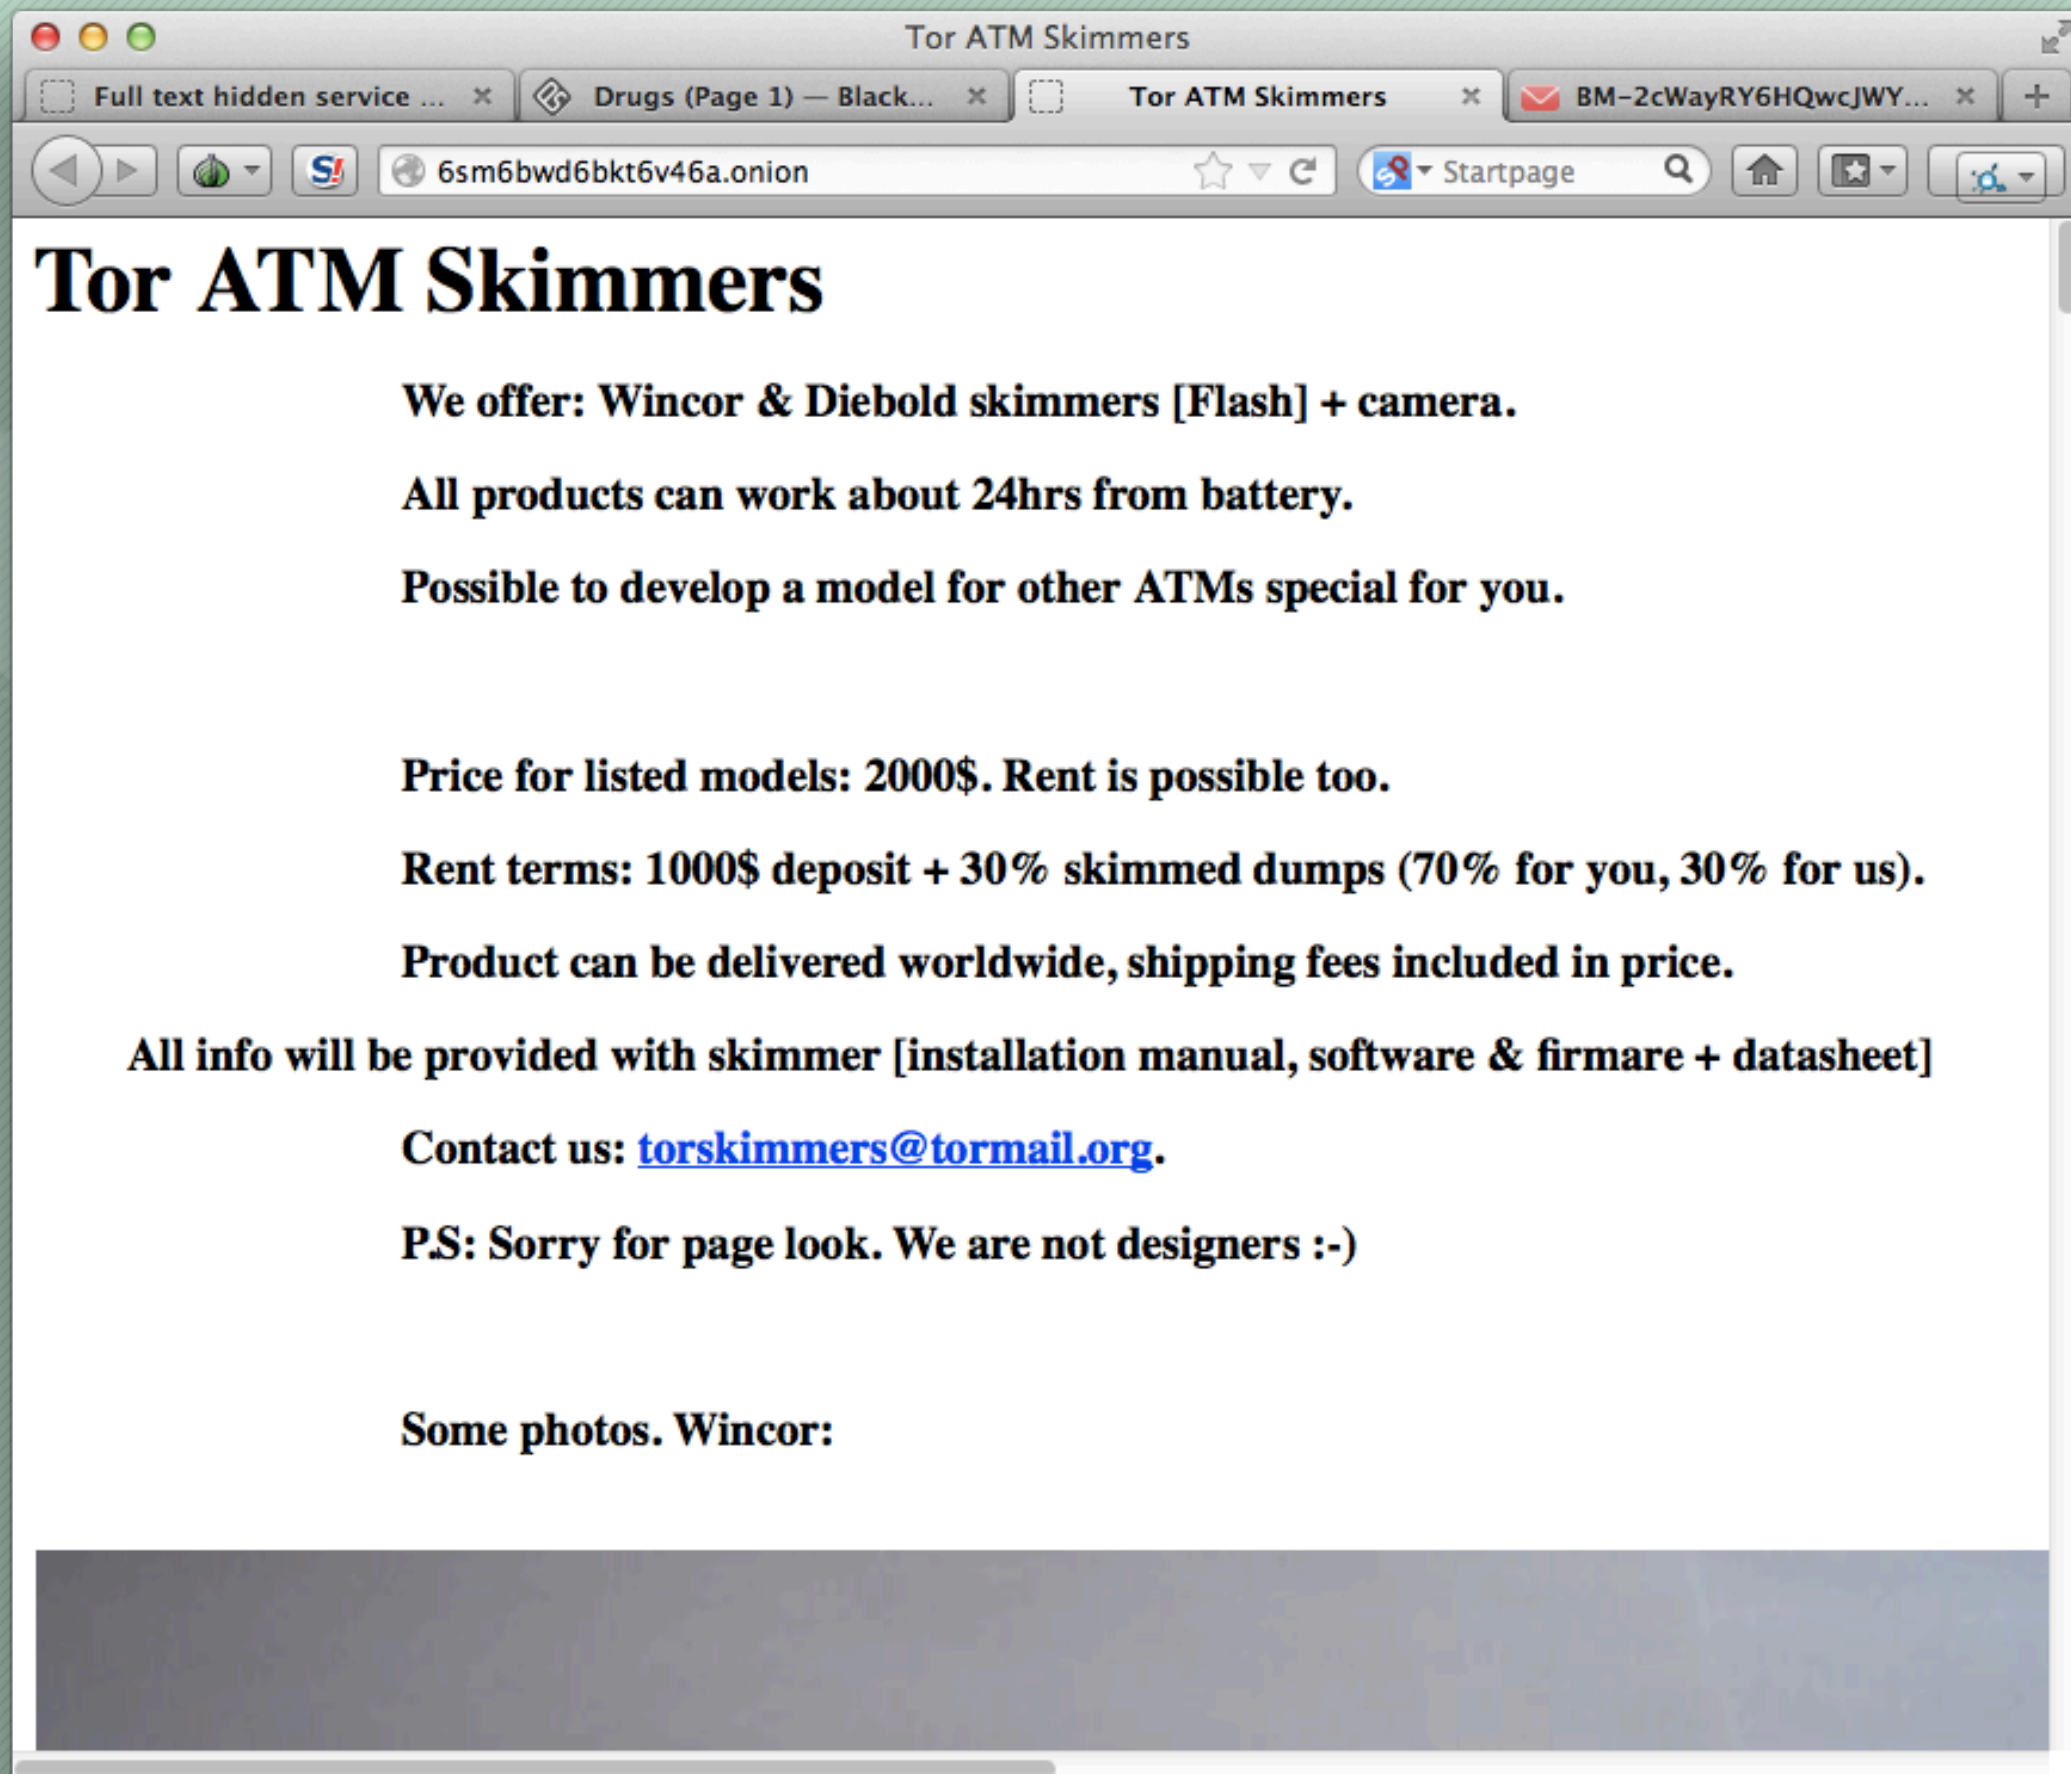 Tor ATM Skimmers
Full text hidden service ...
Drugs (Page 1) — Black...
Tor ATM Skimmers
BM-2cWayRY6HQwcJWY...
6sm6bwd6bkt6v46a.onion
Startpage
Tor ATM Skimmers
We offer: Wincor & Diebold skimmers [Flash] + camera.
All products can work about 24hrs from battery.
Possible to develop a model for other ATMs special for you.
Price for listed models: 2000$. Rent is possible too.
Rent terms: 1000$ deposit + 30% skimmed dumps (70% for you, 30% for us).
Product can be delivered worldwide, shipping fees included in price.
All info will be provided with skimmer [installation manual, software & firmare + datasheet]
Contact us: torskimmers@tormail.org.
P.S: Sorry for page look. We are not designers :-)
Some photos. Wincor: